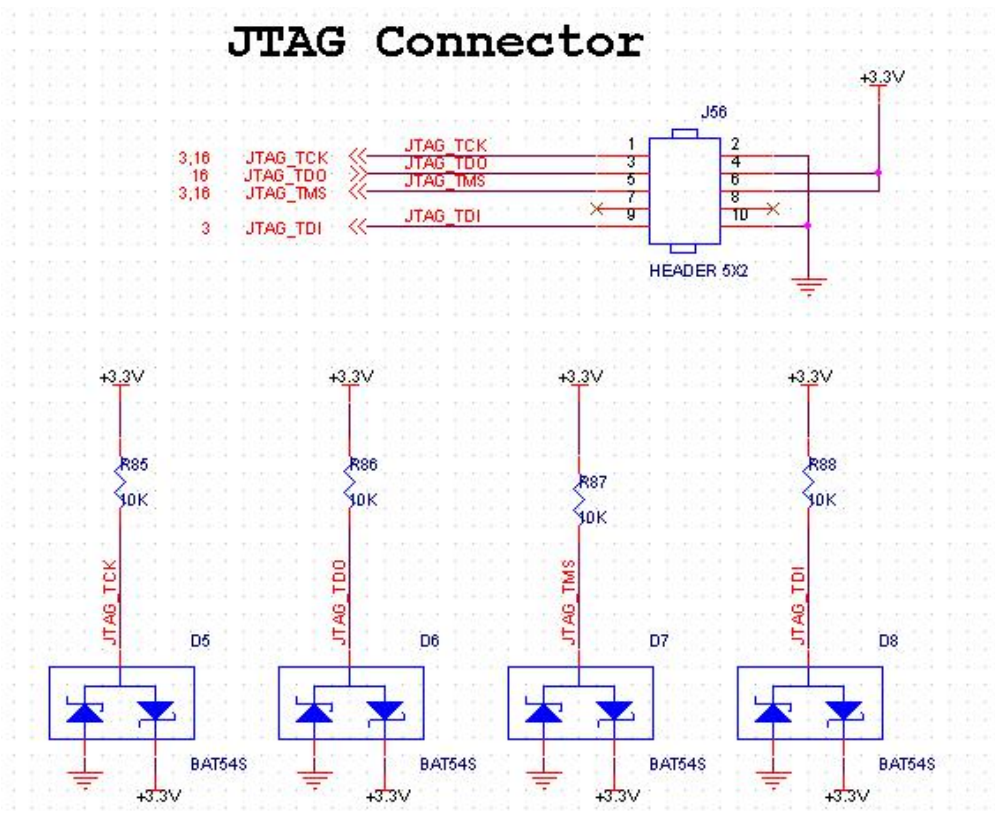 JTAG Connector
+3.3V
J56
3,16 JTAG_TCK JTAG_TCK 1 2
16 JTAG_TDO JTAG_TDO 3 4
3,16 JTAG_TMS JTAG_TMS 5 6
7 8
3 JTAG_TDI JTAG_TDI 9 10
HEADER 5X2
+3.3V +3.3V +3.3V +3.3V
R85 R86 R87 R88
10K 10K 10K 10K
JTAG_TCK JTAG_TDO JTAG_TMS JTAG_TDI
D5 D6 D7 D8
BAT54S BAT54S BAT54S BAT54S
+3.3V +3.3V +3.3V +3.3V